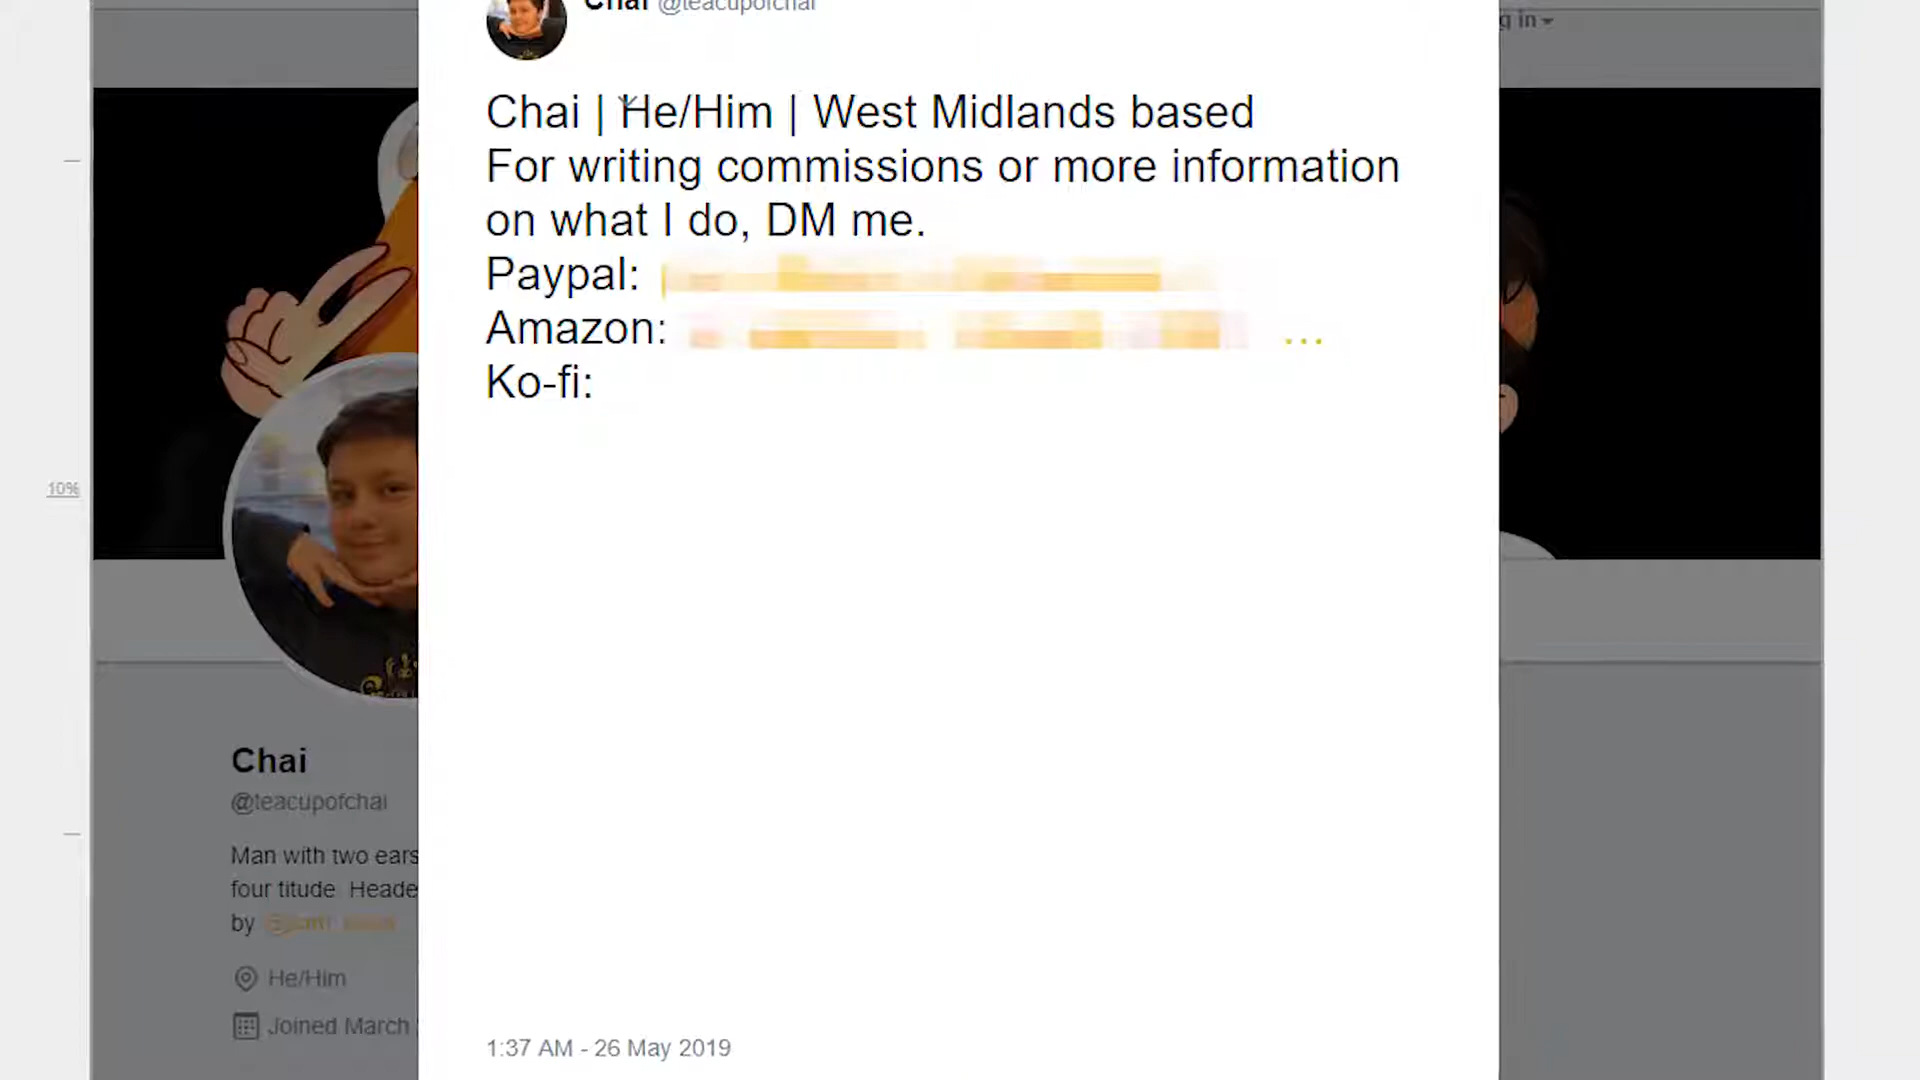 Chai @teacupofchai
g in
Chai | He/Him | West Midlands based
For writing commissions or more information
on what I do, DM me.
Paypal:
Amazon: ...
Ko-fi:
10%
Chai
@teacupofchai
Man with two ears
four titude Heade
by
He/Him
Joined March
1:37 AM - 26 May 2019